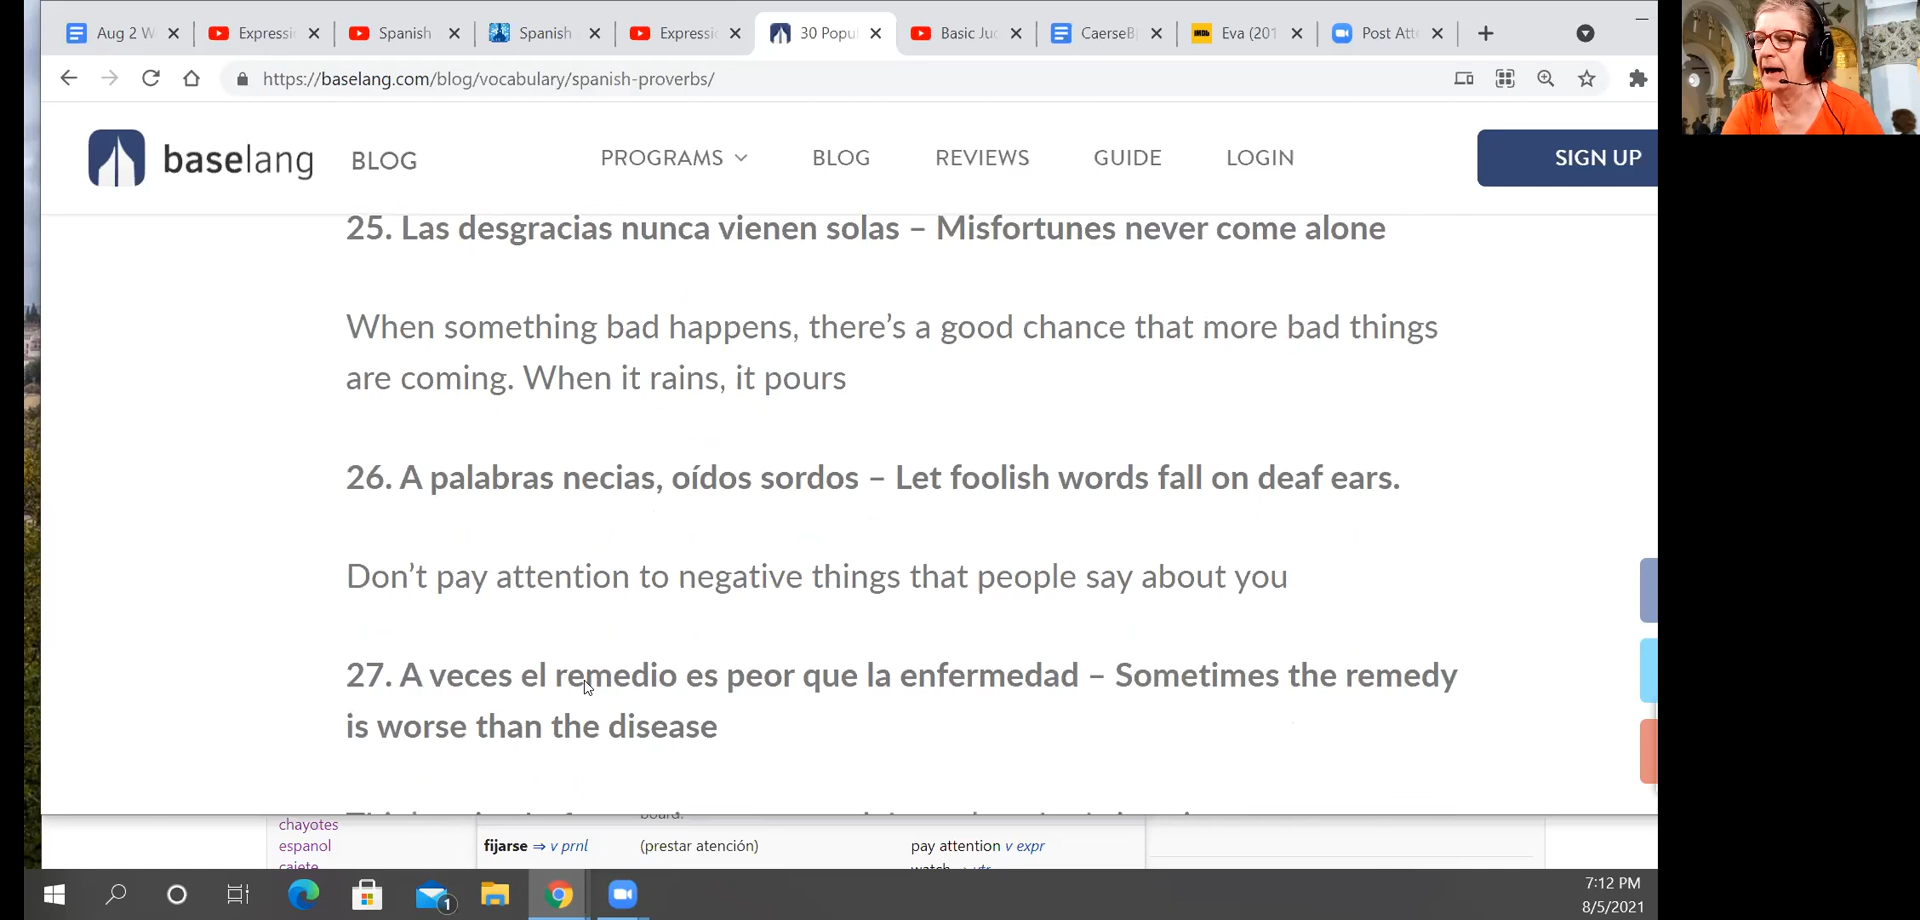 Aug 2 W
Expressi
Spanish
Spanish
Expressi
30 Popu
Basic Ju
CaerseB
IMDb
Eva (201
Post Att
https://baselang.com/blog/vocabulary/spanish-proverbs/
baselang BLOG
PROGRAMS BLOG REVIEWS GUIDE LOGIN SIGN UP
25. Las desgracias nunca vienen solas – Misfortunes never come alone
When something bad happens, there’s a good chance that more bad things
are coming. When it rains, it pours
26. A palabras necias, oídos sordos – Let foolish words fall on deaf ears.
Don’t pay attention to negative things that people say about you
27. A veces el remedio es peor que la enfermedad – Sometimes the remedy
is worse than the disease
board.
chayotes
espanol
fijarse ⇒ v prnl (prestar atención) pay attention v expr
1
7:12 PM
8/5/2021